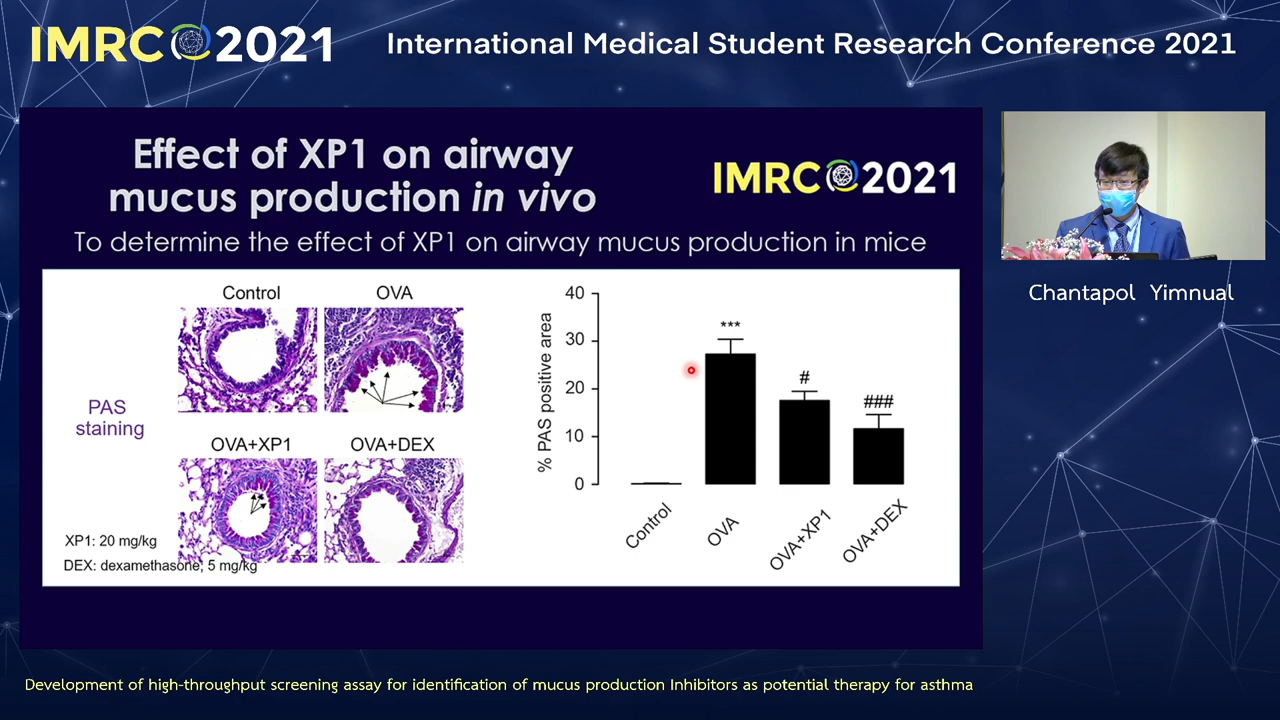 IMRC 2021
International Medical Student Research Conference 2021
Effect of XP1 on airway
mucus production in vivo
IMRC 2021
To determine the effect of XP1 on airway mucus production in mice
Control
OVA
PAS
staining
OVA+XP1
OVA+DEX
XP1: 20 mg/kg
DEX: dexamethasone, 5 mg/kg
% PAS positive area
40
30
20
10
0
***
#
###
Control
OVA
OVA+XP1
OVA+DEX
Chantapol Yimnual
Development of high-throughput screening assay for identification of mucus production Inhibitors as potential therapy for asthma